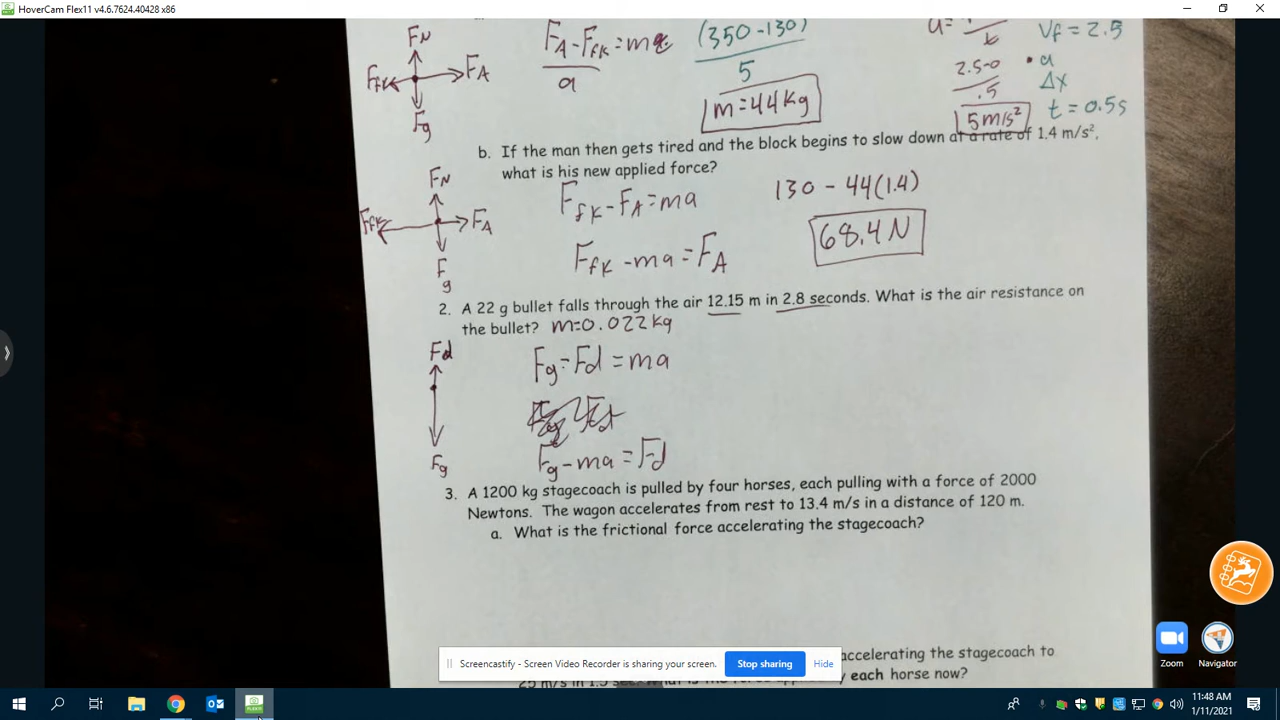 HoverCam Flex11 v4.6.7624.40428 x86
FN
FfK
FA
Fg
FA - FfK = ma
a
(350-130)
5
m=44kg
2.5-0
.5
5m/s²
Vf = 2.5
a
Δx
t = 0.5s
b. If the man then gets tired and the block begins to slow down at a rate of 1.4 m/s²,
what is his new applied force?
FN
FfK
FA
Fg
FfK - FA = ma
FfK - ma = FA
130 - 44(1.4)
68.4 N
2. A 22 g bullet falls through the air 12.15 m in 2.8 seconds. What is the air resistance on
the bullet? m=0.022kg
Fd
Fg
Fg - Fd = ma
Fg - ma = Fd
3. A 1200 kg stagecoach is pulled by four horses, each pulling with a force of 2000
Newtons. The wagon accelerates from rest to 13.4 m/s in a distance of 120 m.
a. What is the frictional force accelerating the stagecoach?
accelerating the stagecoach to
each horse now?
Screencastify - Screen Video Recorder is sharing your screen.
Stop sharing
Hide
Zoom
Navigator
11:48 AM
1/11/2021